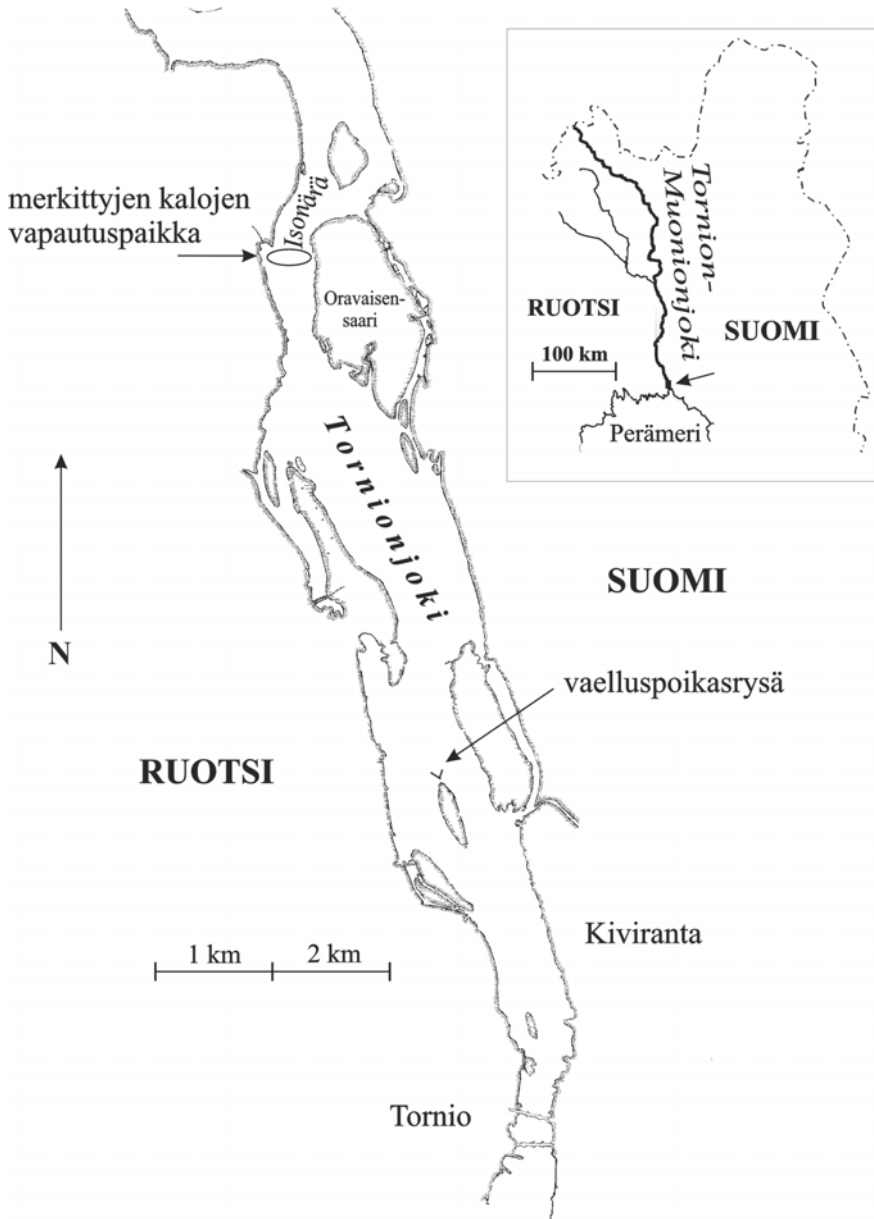 merkittyjen kalojen
vapautuspaikka
Isonärä
Oravaisen-
saari
Tornionjoki
N
SUOMI
vaelluspoikasrysä
RUOTSI
1 km
2 km
Kiviranta
Tornio
Tornion-
Muonionjoki
RUOTSI
SUOMI
100 km
Perämeri